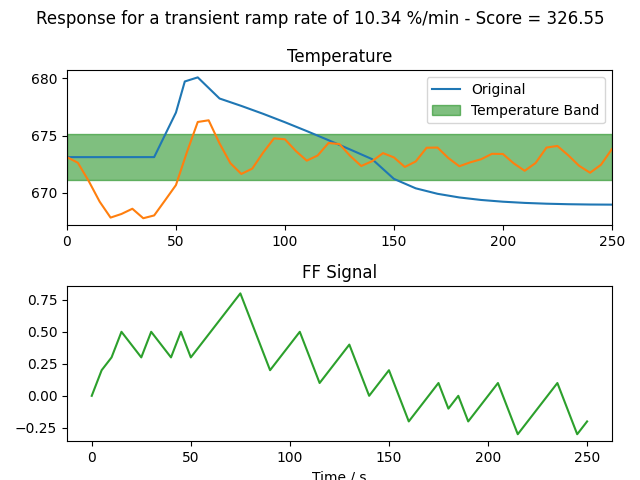 Response for a transient ramp rate of 10.34 %/min - Score = 326.55
Temperature
680
675
670
Original
Temperature Band
0 50 100 150 200 250
FF Signal
0.75
0.50
0.25
0.00
−0.25
0 50 100 150 200 250
Time / s